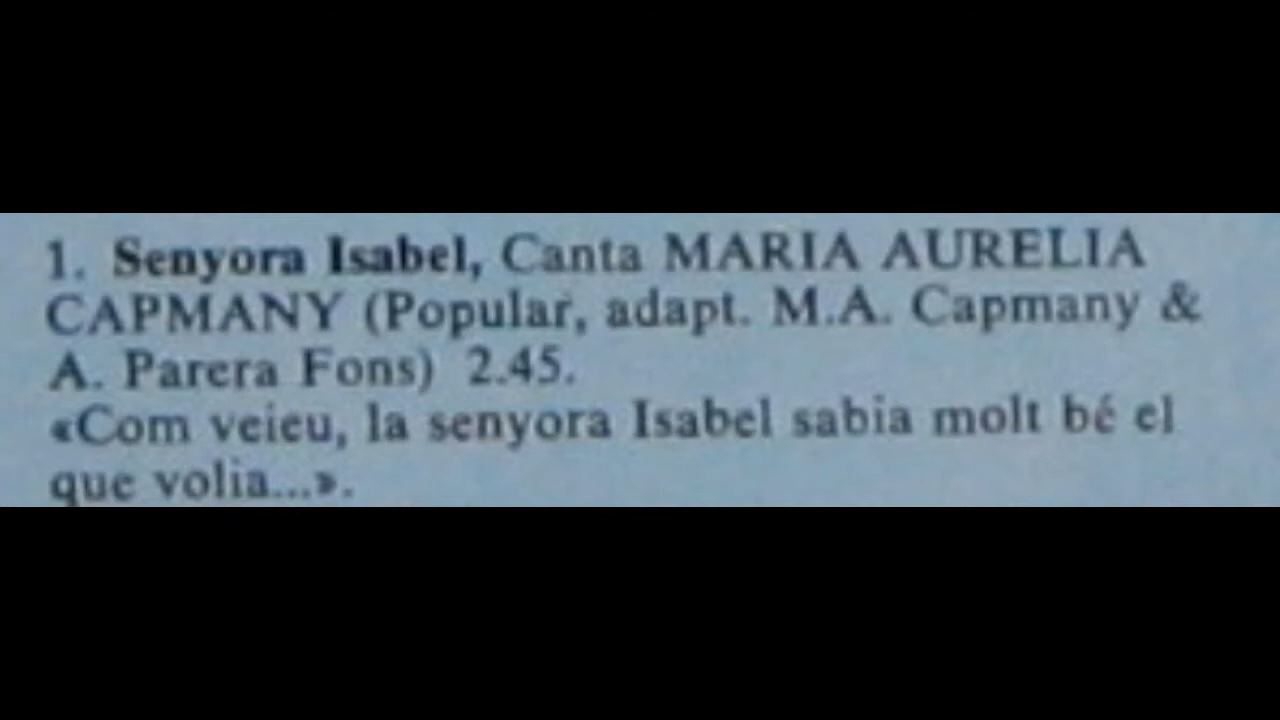 1. Senyora Isabel, Canta MARIA AURELIA
CAPMANY (Popular, adapt. M.A. Capmany &
A. Parera Fons) 2.45.
«Com veieu, la senyora Isabel sabia molt bé el
que volia...».